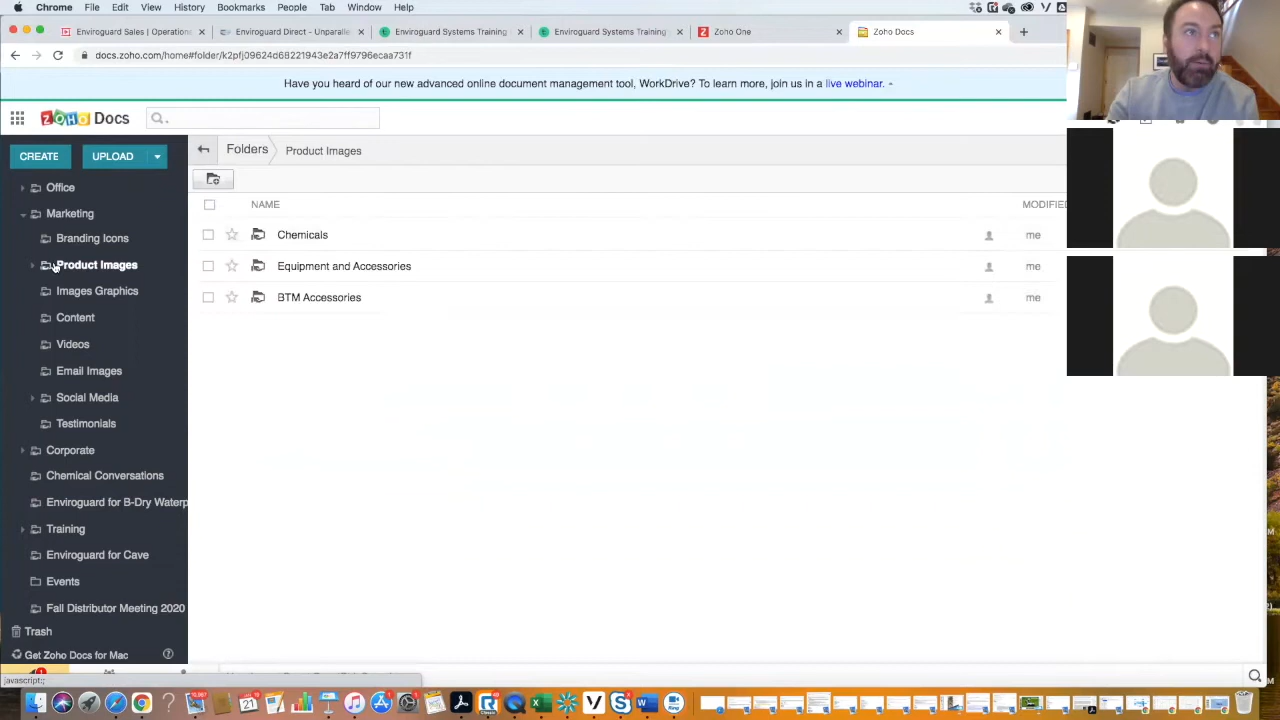 Chrome File Edit View History Bookmarks People Tab Window Help
Enviroguard Sales | Operations Enviroguard Direct - Unparalle Enviroguard Systems Training Enviroguard Systems Training Zoho One Zoho Docs
docs.zoho.com/home#folder/k2pfj09624d68221943e2a7ff9796ecaa731f
Have you heard of our new advanced online document management tool, WorkDrive? To learn more, join us in a live webinar. -
ZOHO Docs
CREATE UPLOAD
Folders Product Images
NAME MODIFIE
Office
Marketing
Branding Icons
Product Images
Images Graphics
Content
Videos
Email Images
Social Media
Testimonials
Corporate
Chemical Conversations
Enviroguard for B-Dry Waterp
Training
Enviroguard for Cave
Events
Fall Distributor Meeting 2020
Trash
Get Zoho Docs for Mac
Chemicals me
Equipment and Accessories me
BTM Accessories me
javascript:;